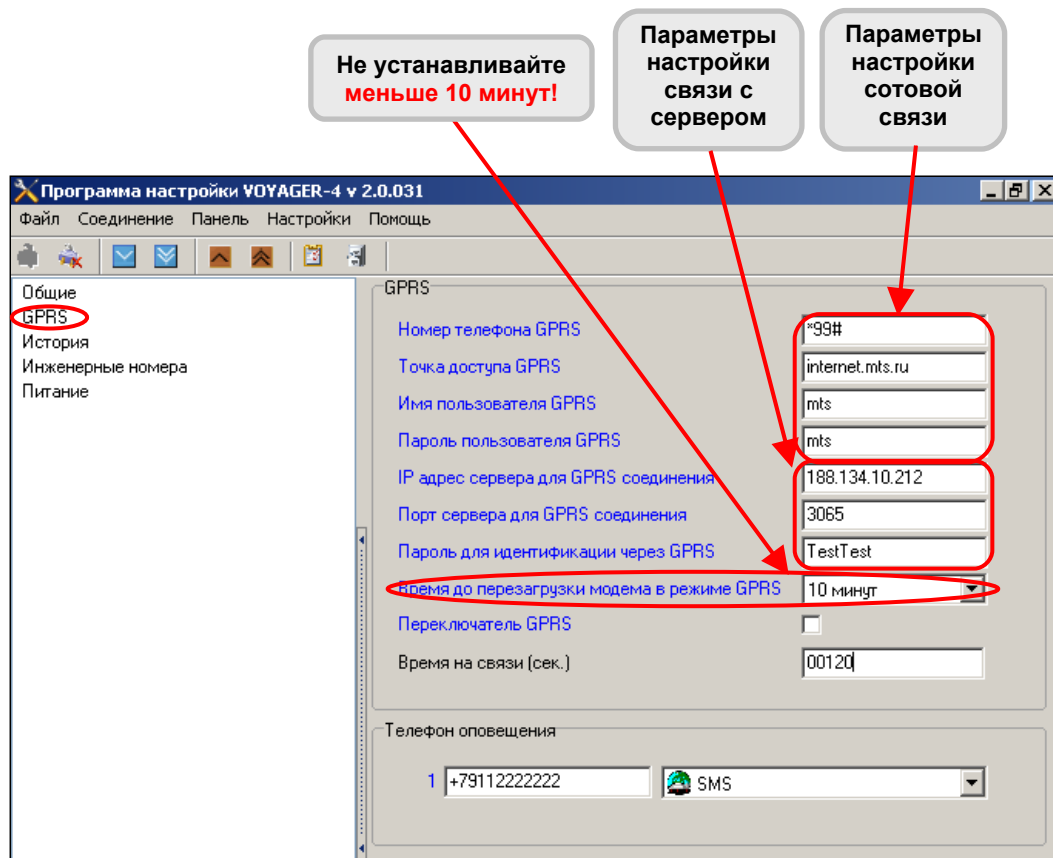 Не устанавливайте
меньше 10 минут!
Параметры
настройки
связи с
сервером
Параметры
настройки
сотовой
связи
Программа настройки VOYAGER-4 v 2.0.031
Файл Соединение Панель Настройки Помощь
Общие
GPRS
История
Инженерные номера
Питание
GPRS
Номер телефона GPRS *99#
Точка доступа GPRS internet.mts.ru
Имя пользователя GPRS mts
Пароль пользователя GPRS mts
IP адрес сервера для GPRS соединения 188.134.10.212
Порт сервера для GPRS соединения 3065
Пароль для идентификации через GPRS TestTest
Время до перезагрузки модема в режиме GPRS 10 минут
Переключатель GPRS
Время на связи (сек.) 00120
Телефон оповещения
1 +79112222222 SMS